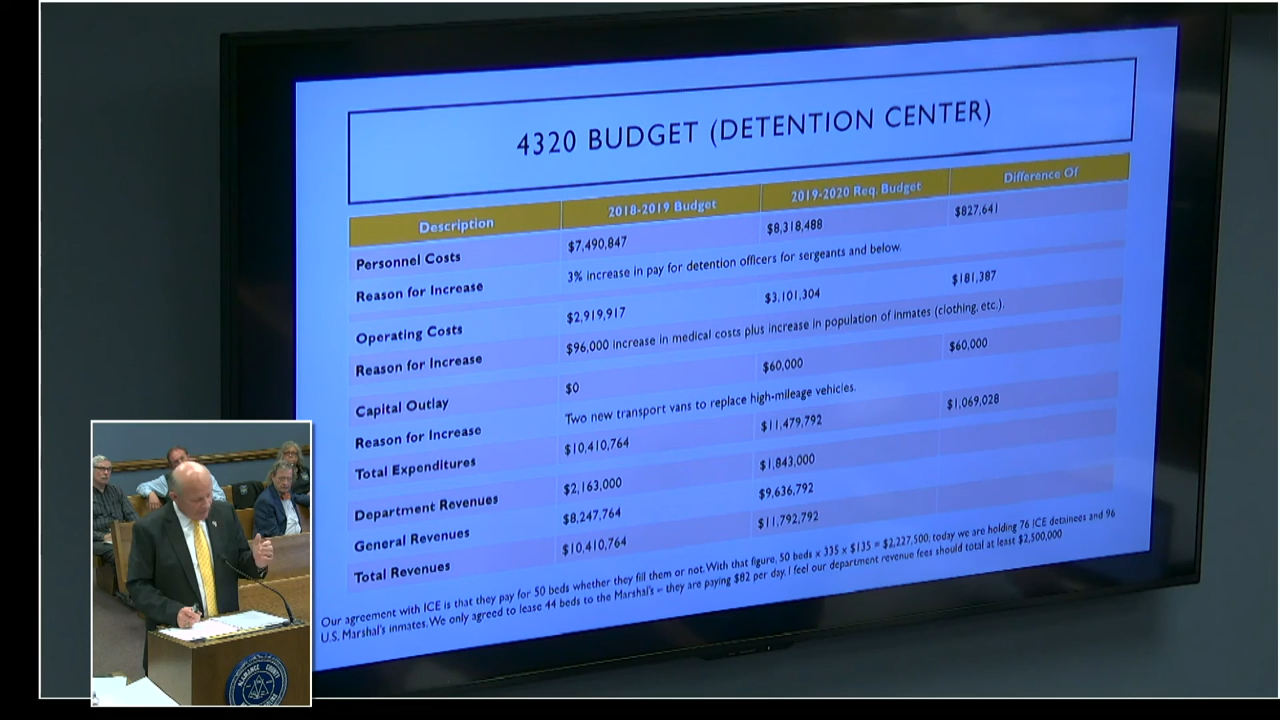 4320 BUDGET (DETENTION CENTER)
Description 2018-2019 Budget 2019-2020 Req. Budget Difference Of
Personnel Costs $7,490,847 $8,318,488 $827,641
Reason for Increase 3% increase in pay for detention officers for sergeants and below.
Operating Costs $2,919,917 $3,101,304 $181,387
Reason for Increase $96,000 increase in medical costs plus increase in population of inmates (clothing, etc.).
Capital Outlay $0 $60,000 $60,000
Reason for Increase Two new transport vans to replace high-mileage vehicles.
Total Expenditures $10,410,764 $11,479,792 $1,069,028
Department Revenues $2,163,000 $1,843,000
General Revenues $8,247,764 $9,636,792
Total Revenues $10,410,764 $11,792,792
Our agreement with ICE is that they pay for 50 beds whether they fill them or not. With that figure, 50 beds x 335 x $135 = $2,227,500; today we are holding 76 ICE detainees and 96
U.S. Marshal's inmates. We only agreed to lease 44 beds to the Marshal's – they are paying $82 per day. I feel our department revenue fees should total at least $2,500,000
ALAMANCE COUNTY